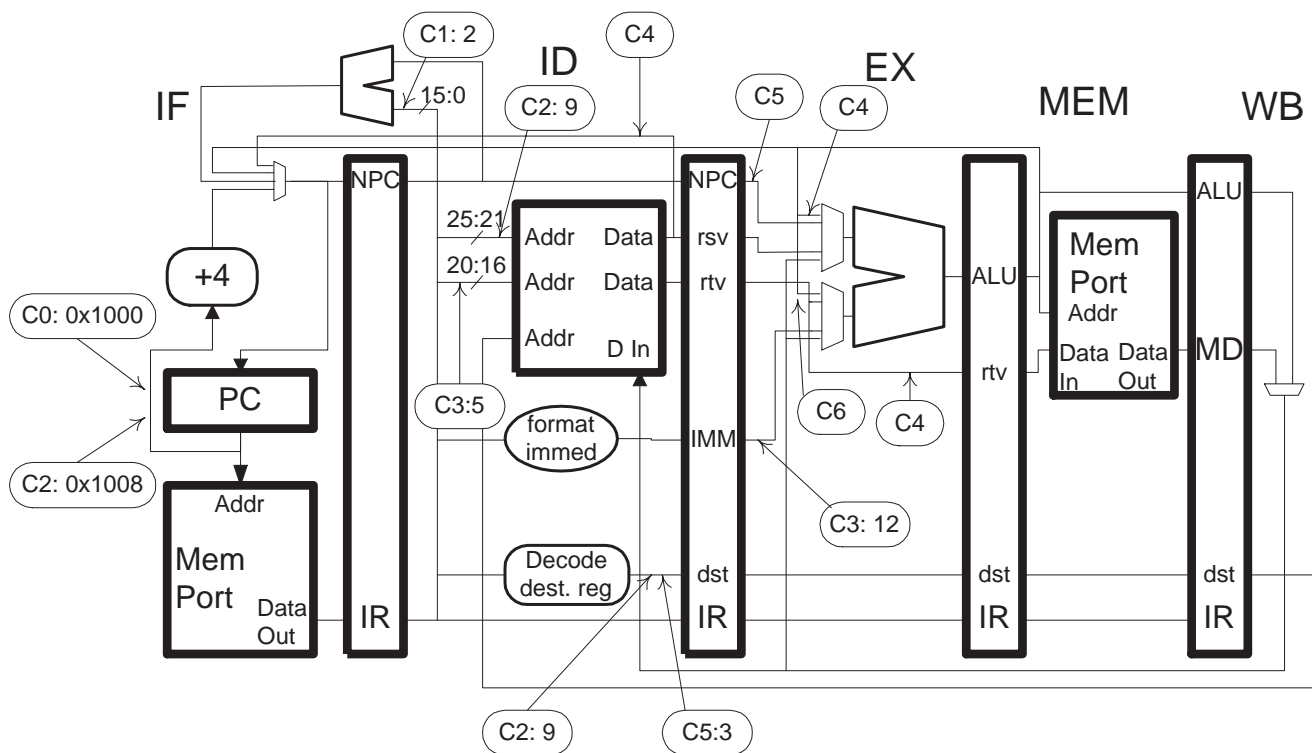 C1: 2
C4
ID
EX
IF
15:0
C2: 9
C5
C4
MEM
WB
NPC
NPC
ALU
25:21
Addr
Data
rsv
Mem
Port
+4
20:16
Addr
Data
rtv
ALU
Addr
C0: 0x1000
Addr
D In
Data
In
Data
Out
MD
PC
rtv
C3:5
C6
C4
format
immed
IMM
C2: 0x1008
Addr
C3: 12
Mem
Port
Decode
dest. reg
dst
dst
dst
Data
Out
IR
IR
IR
IR
C2: 9
C5:3